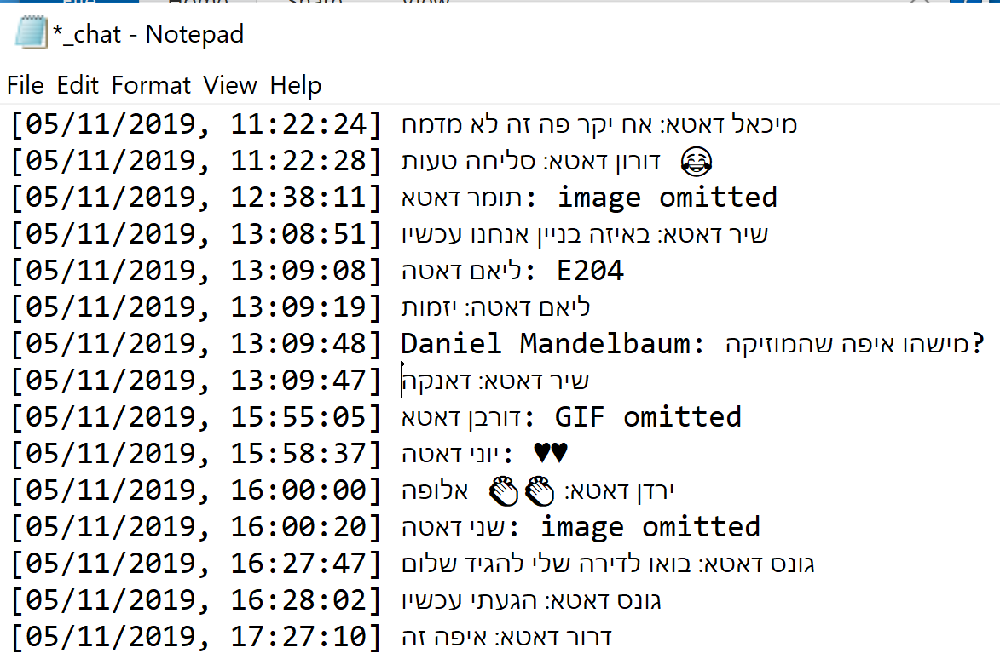 *_chat - Notepad
File Edit Format View Help
[05/11/2019, 11:22:24] מיכאל דאטא: אח יקר פה זה לא מדמח
[05/11/2019, 11:22:28] דורון דאטא: סליחה טעות 😂
[05/11/2019, 12:38:11] תומר דאטא: image omitted
[05/11/2019, 13:08:51] שיר דאטא: באיזה בניין אנחנו עכשיו
[05/11/2019, 13:09:08] ליאם דאטה: E204
[05/11/2019, 13:09:19] ליאם דאטה: יזמות
[05/11/2019, 13:09:48] Daniel Mandelbaum: מישהו איפה שהמוזיקה?
[05/11/2019, 13:09:47] שיר דאטא: דאנקה
[05/11/2019, 15:55:05] דורבן דאטא: GIF omitted
[05/11/2019, 15:58:37] יוני דאטה: ♥♥
[05/11/2019, 16:00:00] ירדן דאטא: 👏👏 אלופה
[05/11/2019, 16:00:20] שני דאטה: image omitted
[05/11/2019, 16:27:47] גונס דאטא: בואו לדירה שלי להגיד שלום
[05/11/2019, 16:28:02] גונס דאטא: הגעתי עכשיו
[05/11/2019, 17:27:10] דרור דאטא: איפה זה